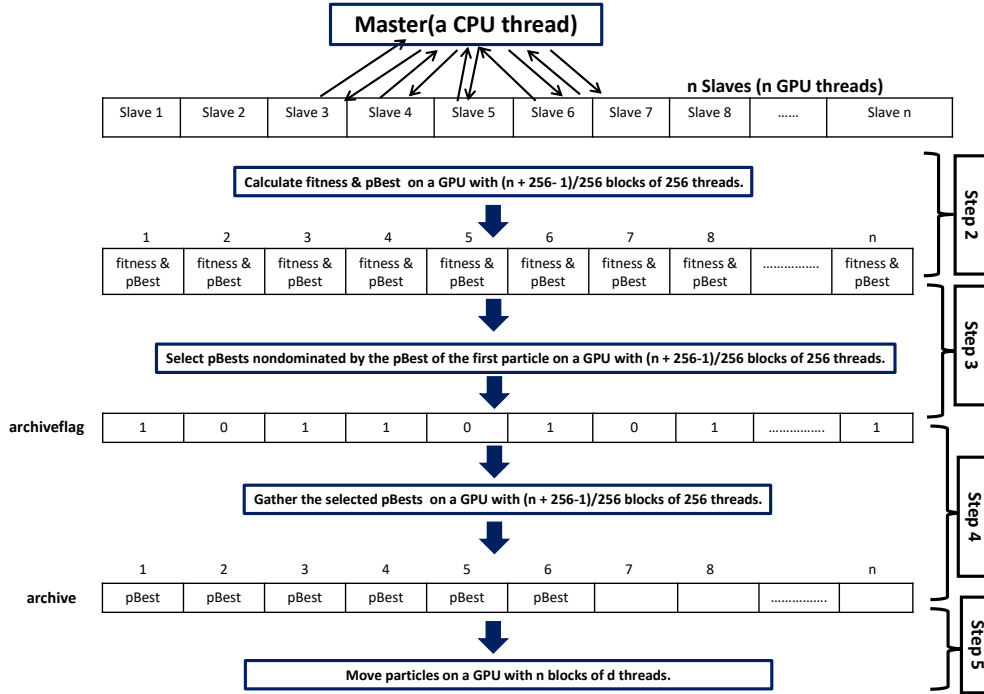 Master(a CPU thread)
n Slaves (n GPU threads)
Slave 1 Slave 2 Slave 3 Slave 4 Slave 5 Slave 6 Slave 7 Slave 8 …… Slave n
Calculate fitness & pBest on a GPU with (n + 256- 1)/256 blocks of 256 threads.
Step 2
1 2 3 4 5 6 7 8 n
fitness & fitness & fitness & fitness & fitness & fitness & fitness & fitness & ……………. fitness &
pBest pBest pBest pBest pBest pBest pBest pBest pBest
Select pBests nondominated by the pBest of the first particle on a GPU with (n + 256-1)/256 blocks of 256 threads.
Step 3
archiveflag 1 0 1 1 0 1 0 1 ……………. 1
Gather the selected pBests on a GPU with (n + 256-1)/256 blocks of 256 threads.
Step 4
1 2 3 4 5 6 7 8 n
archive pBest pBest pBest pBest pBest pBest …………….
Move particles on a GPU with n blocks of d threads.
Step 5